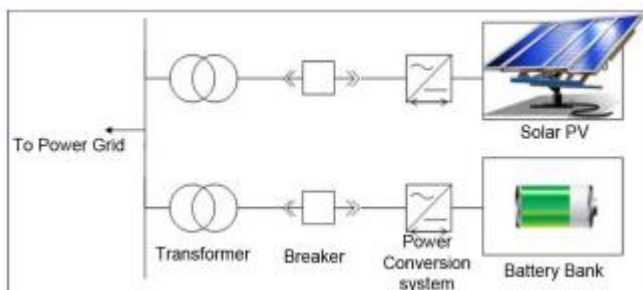 Solar PV
To Power Grid
Transformer
Breaker
Power
Conversion
system
Battery Bank